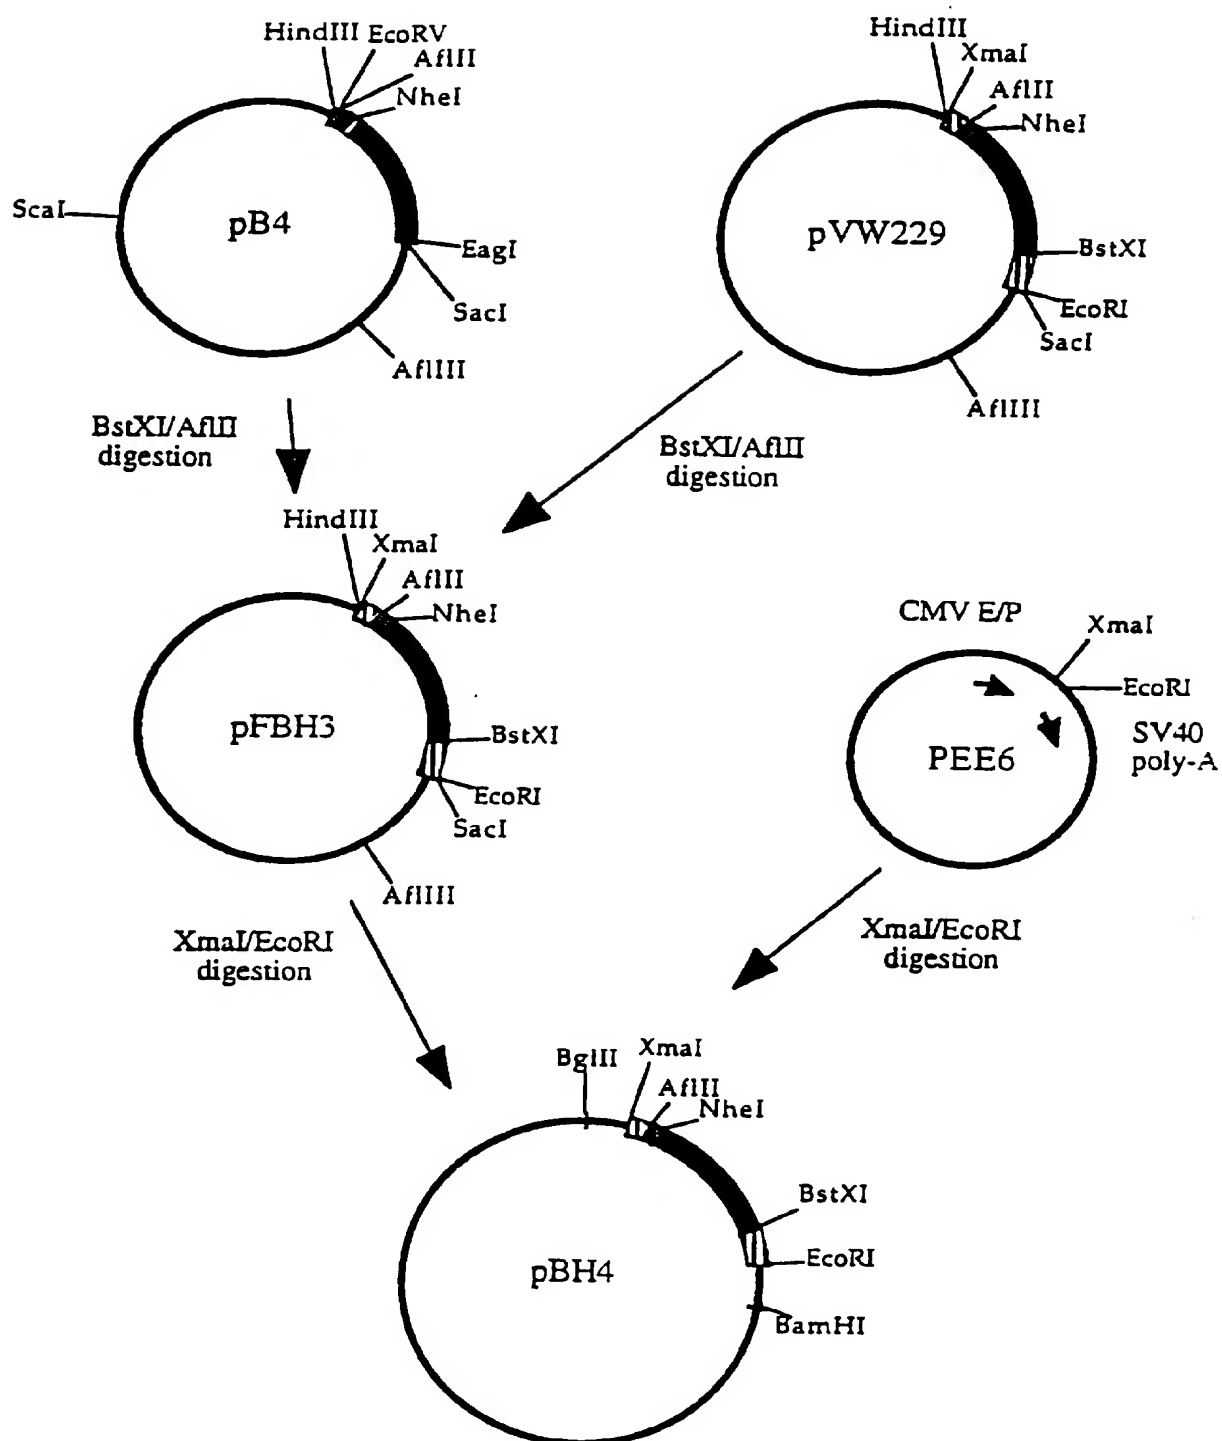 HindIII EcoRV
AflII
NheI
ScaI
pB4
EagI
SacI
AflIII
HindIII
XmaI
AflII
NheI
pVW229
BstXI
EcoRI
SacI
AflIII
BstXI/AflII
digestion
BstXI/AflII
digestion
HindIII
XmaI
AflII
NheI
pFBH3
BstXI
EcoRI
SacI
AflIII
CMV E/P
XmaI
EcoRI
SV40
poly-A
PEE6
XmaI/EcoRI
digestion
XmaI/EcoRI
digestion
BglII
XmaI
AflII
NheI
BstXI
pBH4
EcoRI
BamHI